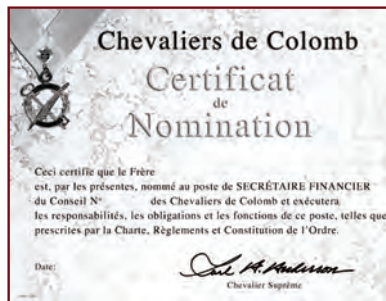 Chevaliers de Colomb
Certificat
de
Nomination
Ceci certifie que le Frère
est, par les présentes, nommé au poste de SECRÉTAIRE FINANCIER
du Conseil Nº des Chevaliers de Colomb et exécutera
les responsabilités, les obligations et les fonctions de ce poste, telles que
prescrites par la Charte, Règlements et Constitution de l'Ordre.
Date:
Carl A. Anderson
Chevalier Suprême